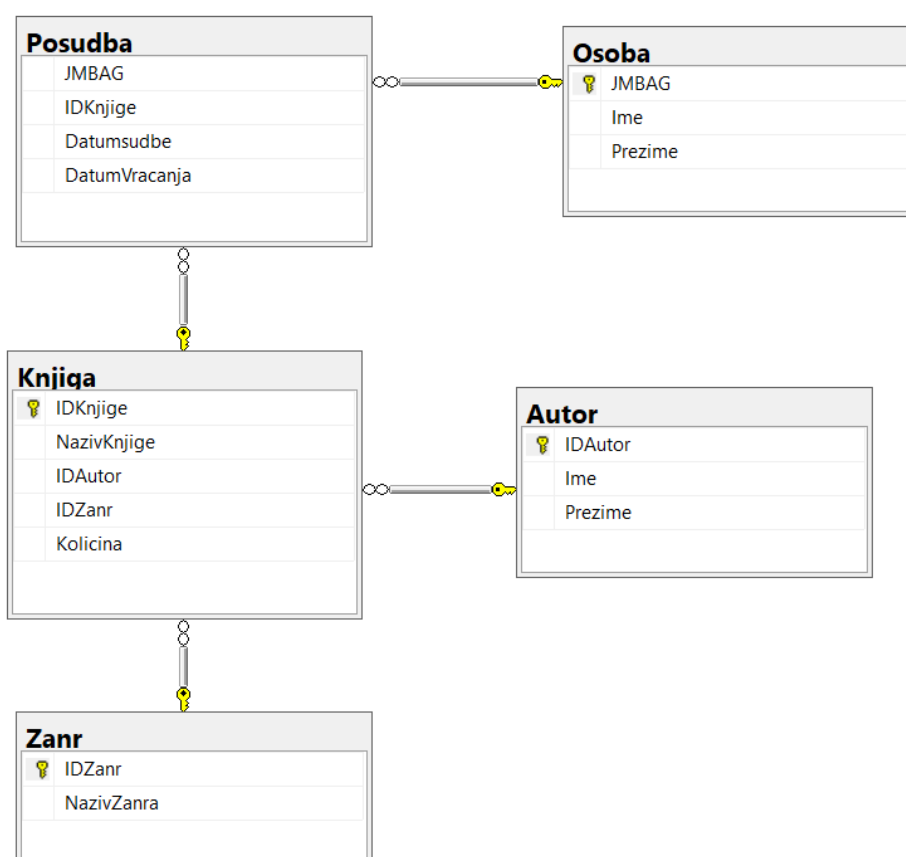 Posudba
JMBAG
IDKnjige
Datumsudbe
DatumVracanja
Osoba
JMBAG
Ime
Prezime
Knjiga
IDKnjige
NazivKnjige
IDAutor
IDZanr
Kolicina
Autor
IDAutor
Ime
Prezime
Zanr
IDZanr
NazivZanra